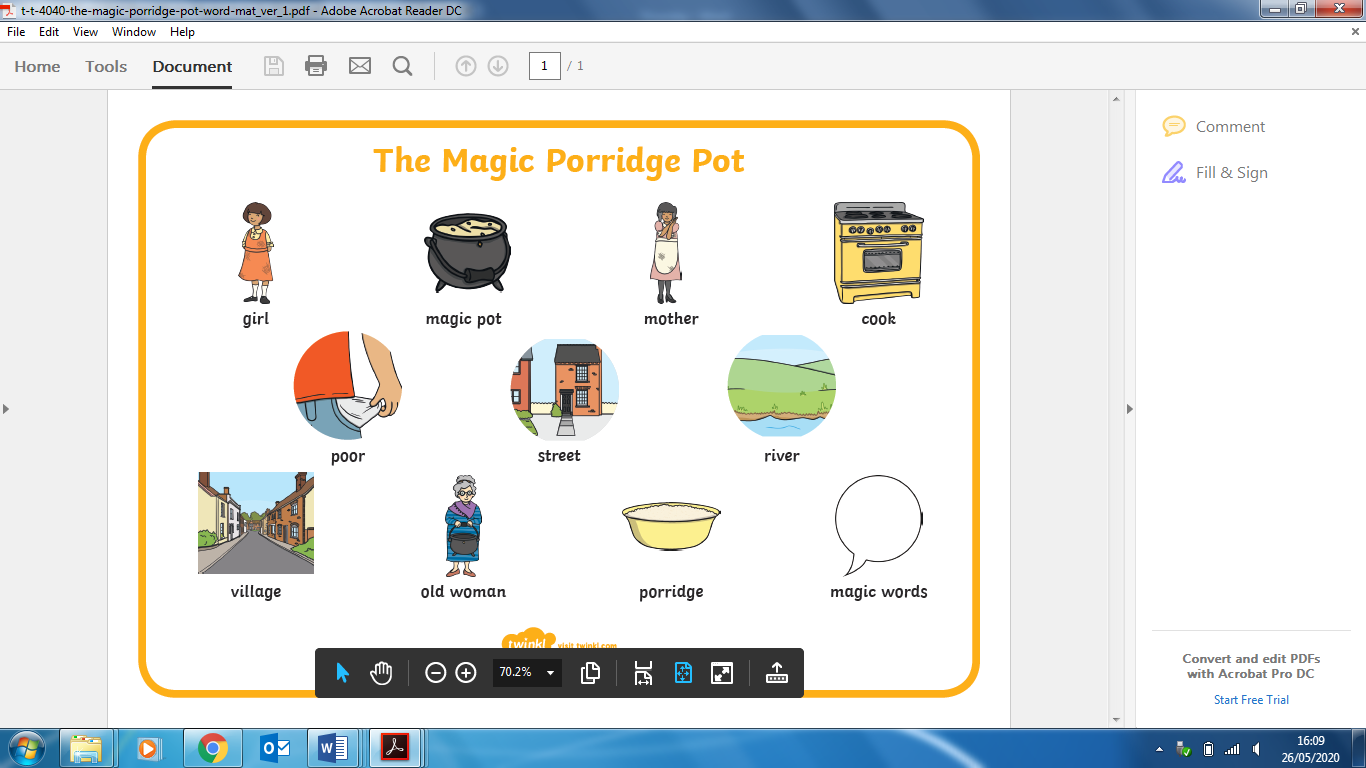 t-t-4040-the-magic-porridge-pot-word-mat_ver_1.pdf - Adobe Acrobat Reader DC
File Edit View Window Help
Home Tools Document 1 / 1
Comment
Fill & Sign
The Magic Porridge Pot
girl magic pot mother cook
poor street river
village old woman porridge magic words
twinkl visit twinkl.com
70.2%
Convert and edit PDFs
with Acrobat Pro DC
Start Free Trial
16:09
26/05/2020